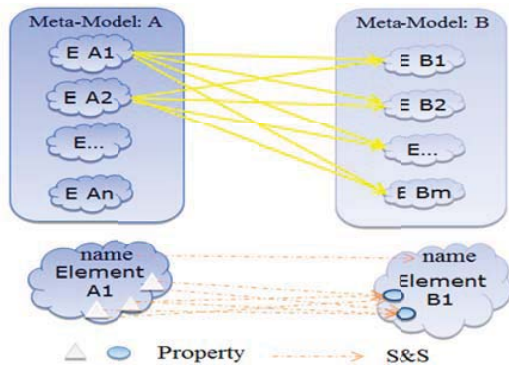 Meta-Model: A
Meta-Model: B
E A1
E A2
E...
E An
E B1
E B2
E...
E Bm
name
Element
A1
name
Element
B1
Property
S&S